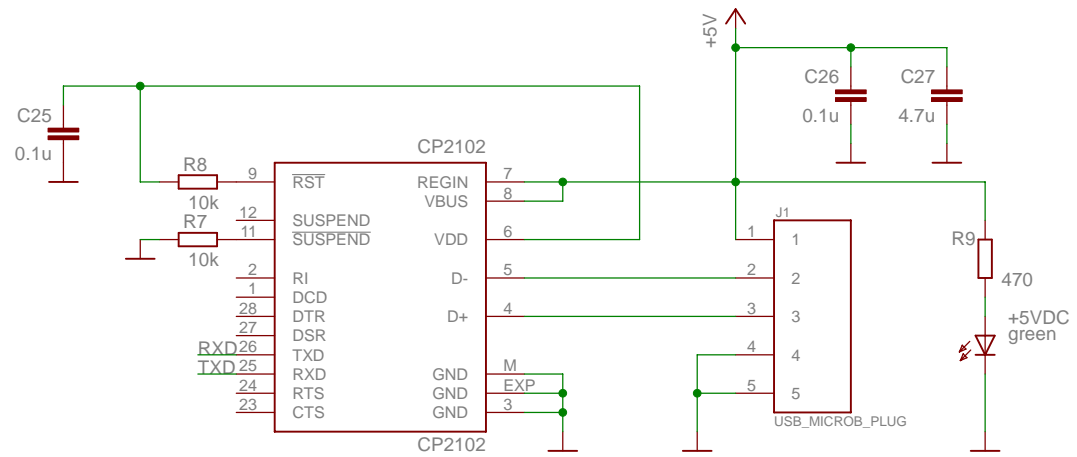 +5V
C26
C27
0.1u
4.7u
C25
0.1u
CP2102
R8
9
RST
REGIN
7
10k
VBUS
8
R7
12
SUSPEND
11
SUSPEND
VDD
6
10k
J1
1
1
R9
2
RI
D-
5
2
2
470
1
DCD
28
DTR
D+
4
3
3
+5VDC
green
27
DSR
RXD
26
TXD
4
4
TXD
25
RXD
GND
M
24
RTS
GND
EXP
5
5
23
CTS
GND
3
USB_MICROB_PLUG
CP2102